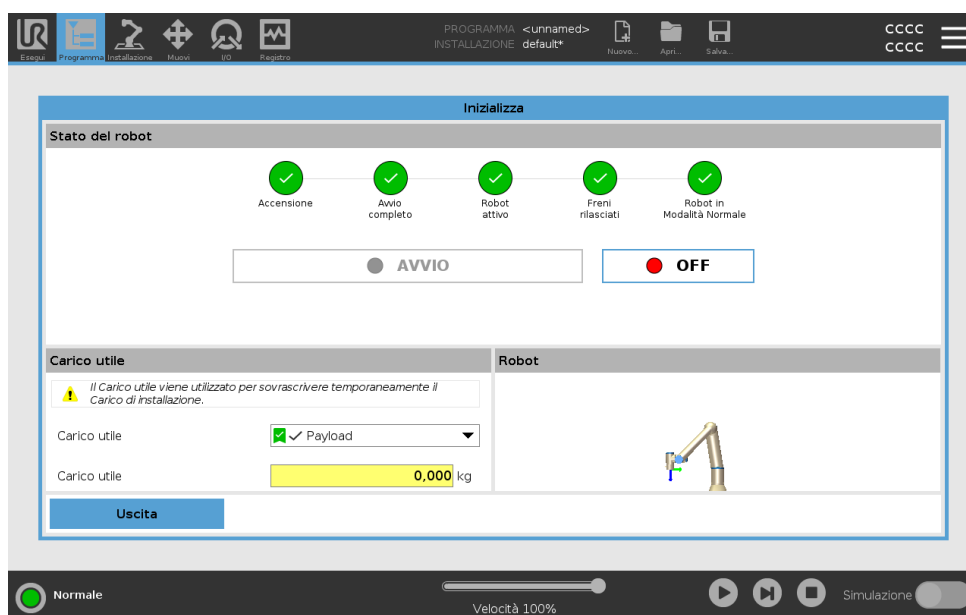 PROGRAMMA <unnamed>
INSTALLAZIONE default*
CCCC
CCCC
Esegui Programma Installazione Muovi I/O Registro Nuovo... Apri... Salva...
Inizializza
Stato del robot
Accensione
Avvio completo
Robot attivo
Freni rilasciati
Robot in Modalità Normale
AVVIO
OFF
Carico utile
Robot
Il Carico utile viene utilizzato per sovrascrivere temporaneamente il
Carico di installazione.
Carico utile Payload
Carico utile 0,000 kg
Uscita
Normale
Velocità 100%
Simulazione